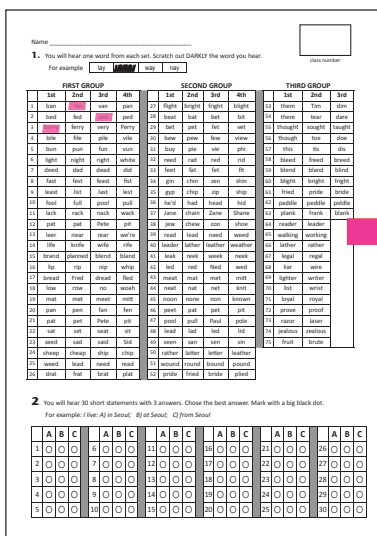 Name
class number
1. You will hear one word from each set. Scratch out DARKLY the word you hear.
For example lay way nay
FIRST GROUP SECOND GROUP THIRD GROUP
1st 2nd 3rd 4th 1st 2nd 3rd 4th 1st 2nd 3rd
1 ban fan van pan 27 flight bright fright blight 53 them Tim dim
2 bed fed ped 28 beat bat bet bit 54 there tear dare
3 ferry very Perry 29 bet pet fet vet 55 thought sought taught
4 bile file pile vile 30 bew pew few view 56 though toe doe
5 bun pun fun vun 31 buy pie vie phi 57 this tis dis
6 light night right white 32 reed rad red rid 58 bleed freed breed
7 deed dad dead did 33 feet fat fet fit 59 blend bland blind
8 fast feest feast fist 34 gin chin zen shin 60 blight bright fright
9 least list last lest 35 gyp chip zip ship 61 fried pride bride
10 fool full pool pull 36 he'd had head hid 62 paddle peddle piddle
11 lack rack nack wack 37 Jane chain Zane Shane 63 plank frank blank
12 pet pat Pete pit 38 jew chew zoo shoe 64 reader leader
13 leer near rear we're 39 read lead need weed 65 walking working
14 life knife wife rife 40 leader lather leather weather 66 lather rather
15 brand planned blend bland 41 leak reek week neek 67 legal regal
16 lip rip nip whip 42 led red Ned wed 68 liar wire
17 bread Fred dread fled 43 meat mat met mitt 69 lighter writer
18 low row no woah 44 neat nat net knit 70 list wrist
19 mat met meet mitt 45 noon none non known 71 loyal royal
20 pan pen fan fen 46 peet pat pet pit 72 prove proof
21 pat pet Pete pit 47 pool pull Paul pole 73 razor laser
22 sat set seat sit 48 lead lad led lid 74 jealous zealous
23 seed sad said Sid 49 seen san sen sin 75 fruit brute
24 sheep cheap ship chip 50 rather latter letter leather
25 weed lead need read 51 wound round bound pound
26 drat frat brat plat 52 pride fried bride plied
2. You will hear 30 short statements with 3 answers. Chose the best answer. Mark with a big black dot.
For example: I live: A) in Seoul; B) at Seoul; C) from Seoul
A B C A B C A B C A B C A B C A B C
1 O O O 6 O O O 11 O O O 16 O O O 21 O O O 26 O O O
2 O O O 7 O O O 12 O O O 17 O O O 22 O O O 27 O O O
3 O O O 8 O O O 13 O O O 18 O O O 23 O O O 28 O O O
4 O O O 9 O O O 14 O O O 19 O O O 24 O O O 29 O O O
5 O O O 10 O O O 15 O O O 20 O O O 25 O O O 30 O O O